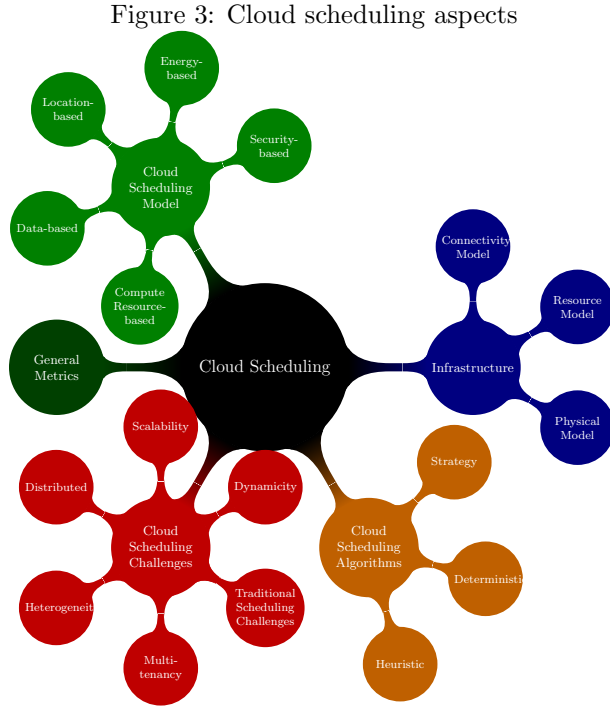 Figure 3: Cloud scheduling aspects
Energy-
based
Location-
based
Security-
based
Cloud
Scheduling
Model
Data-based
Compute
Resource-
based
Connectivity
Model
Resource
Model
General
Metrics
Cloud Scheduling
Infrastructure
Physical
Model
Scalability
Strategy
Distributed
Dynamicity
Cloud
Scheduling
Challenges
Cloud
Scheduling
Algorithms
Deterministic
Heterogeneit
Traditional
Scheduling
Challenges
Multi-
tenancy
Heuristic